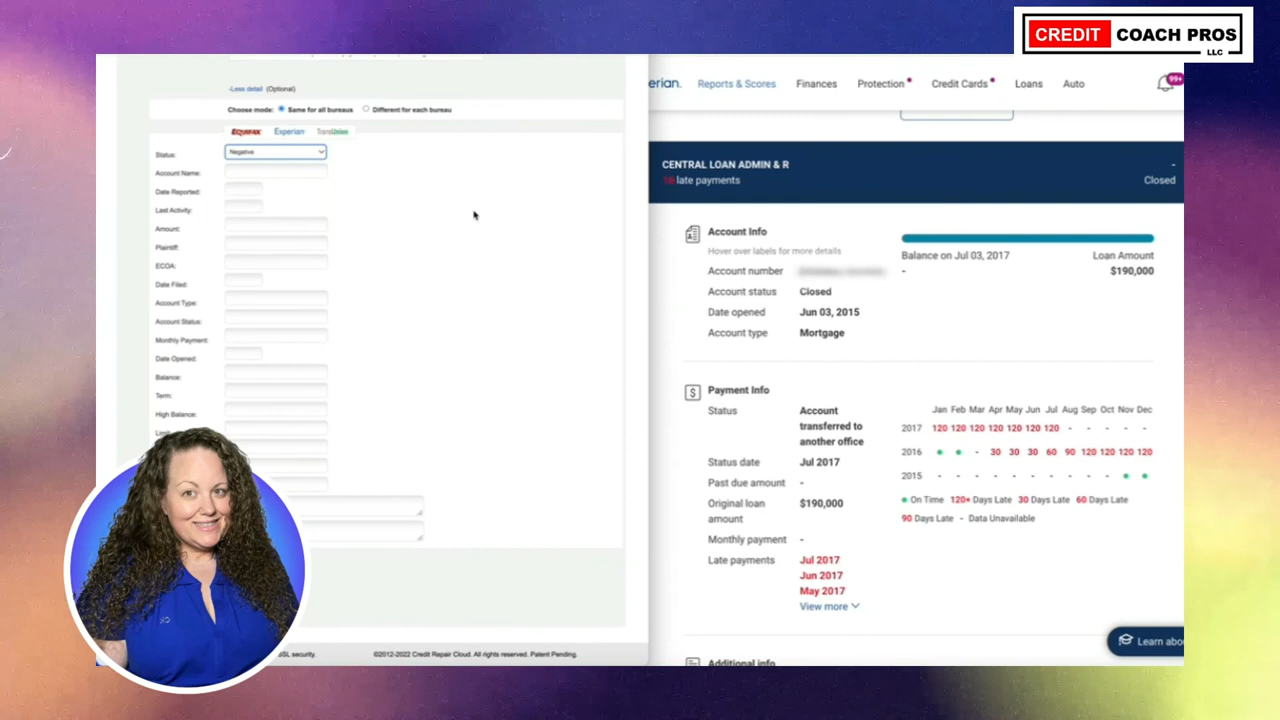 CREDIT COACH PROS
LLC
-Less detail (Optional)
Choose mode: Same for all bureaus Different for each bureau
EQUIFAX Experian TransUnion
Status: Negative
Account Name:
Date Reported:
Last Activity:
Amount:
Plaintiff:
ECOA:
Date Filed:
Account Type:
Account Status:
Monthly Payment:
Date Opened:
Balance:
Term:
High Balance:
SSL security. ©2012-2022 Credit Repair Cloud. All rights reserved. Patent Pending.
erian. Reports & Scores Finances Protection Credit Cards Loans Auto 99+
CENTRAL LOAN ADMIN & R -
late payments Closed
Account Info
Hover over labels for more details
Account number
Account status Closed
Date opened Jun 03, 2015
Account type Mortgage
Balance on Jul 03, 2017 Loan Amount
- $190,000
Payment Info
Status Account
transferred to
another office
Status date Jul 2017
Past due amount -
Original loan $190,000
amount
Monthly payment -
Late payments Jul 2017
Jun 2017
May 2017
View more
Jan Feb Mar Apr May Jun Jul Aug Sep Oct Nov Dec
2017 120 120 120 120 120 120 120 - - - - -
2016 - 30 30 30 60 90 120 120 120 120
2015 - - - - - - - - - -
On Time 120+ Days Late 30 Days Late 60 Days Late
90 Days Late - Data Unavailable
Learn abou
Additional info